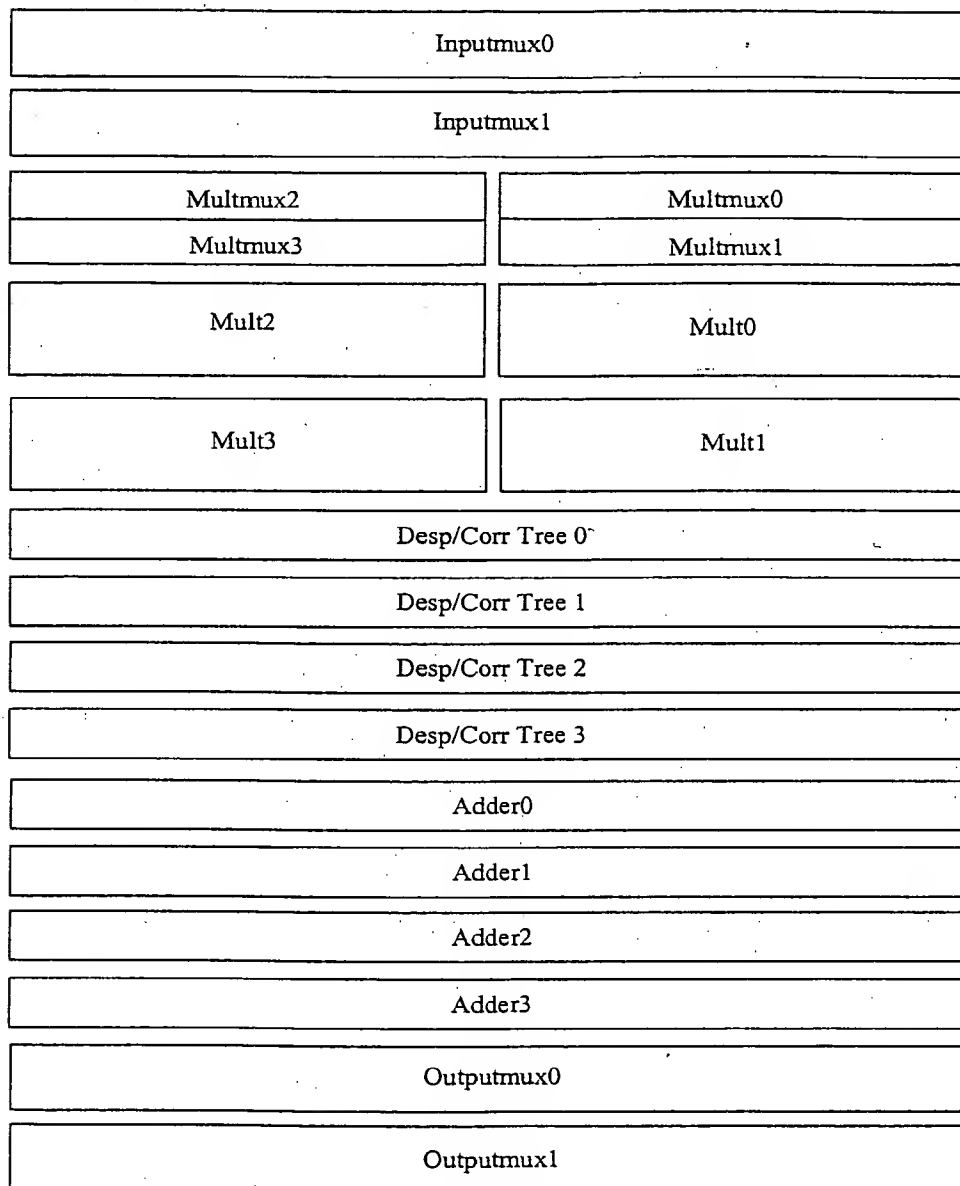 Inputmux0
Inputmux1
Multmux2
Multmux0
Multmux3
Multmux1
Mult2
Mult0
Mult3
Mult1
Desp/Corr Tree 0
Desp/Corr Tree 1
Desp/Corr Tree 2
Desp/Corr Tree 3
Adder0
Adder1
Adder2
Adder3
Outputmux0
Outputmux1